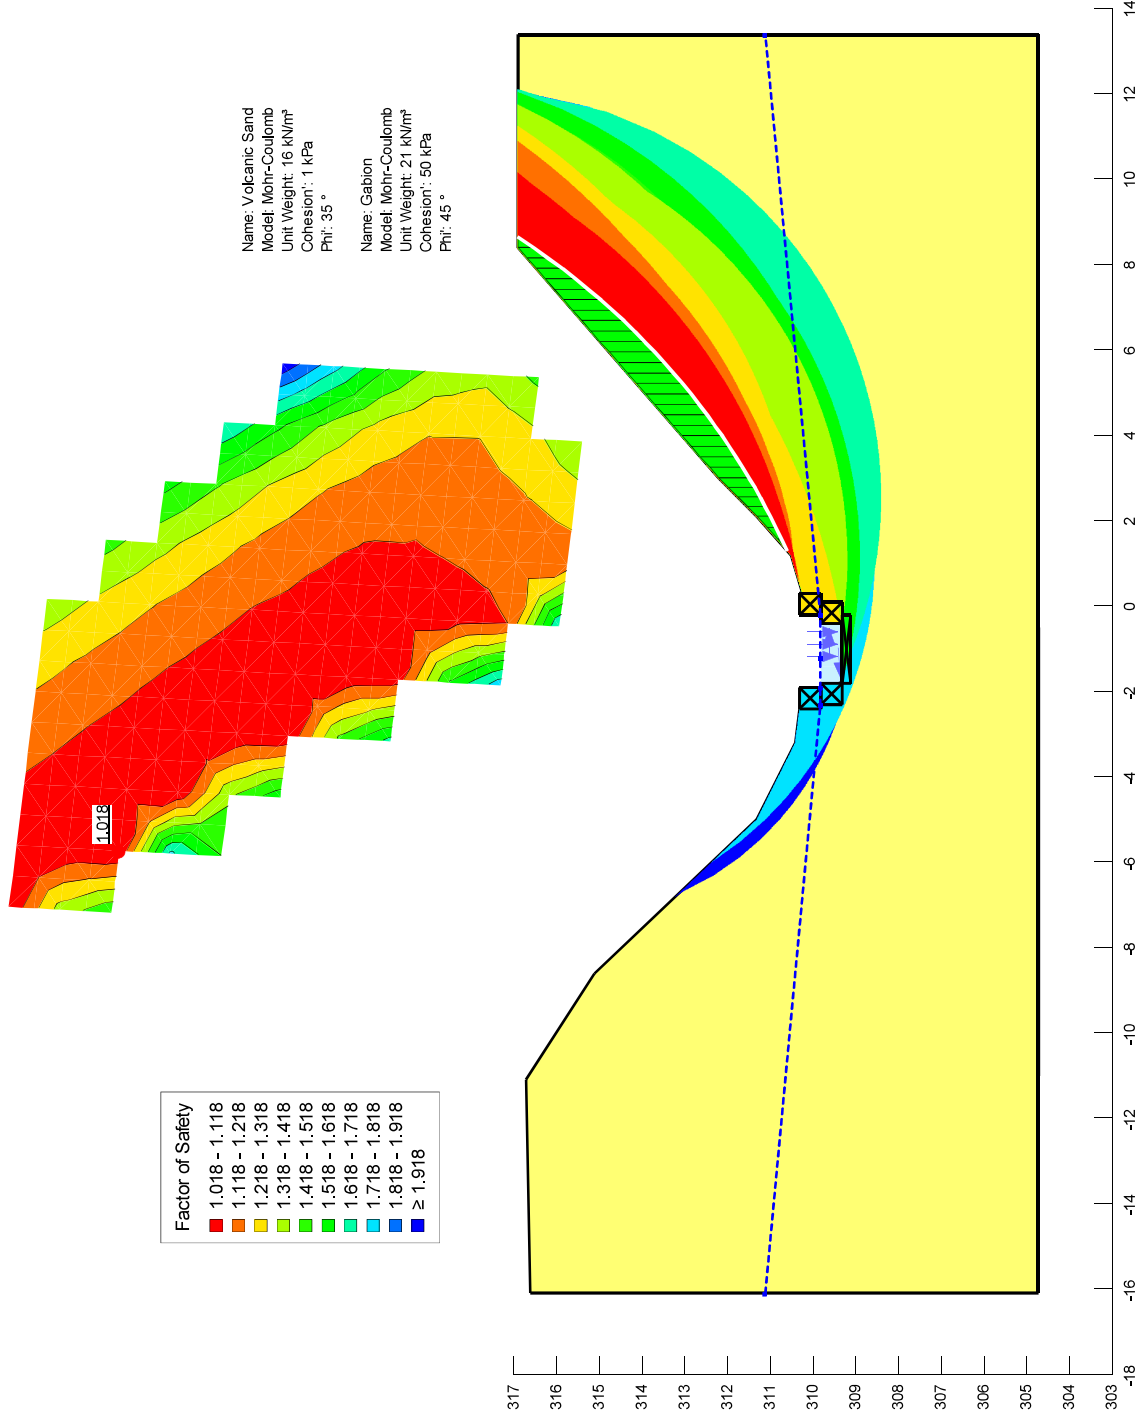 Name: Volcanic Sand
Model: Mohr-Coulomb
Unit Weight: 16 kN/m³
Cohesion': 1 kPa
Phi': 35 °
Name: Gabion
Model: Mohr-Coulomb
Unit Weight: 21 kN/m³
Cohesion': 50 kPa
Phi': 45 °
1.018
Factor of Safety
1.018 – 1.118
1.118 – 1.218
1.218 – 1.318
1.318 – 1.418
1.418 – 1.518
1.518 – 1.618
1.618 – 1.718
1.718 – 1.818
1.818 – 1.918
≥ 1.918
317
316
315
314
313
312
311
310
309
308
307
306
305
304
303
-18
-16
-14
-12
-10
-8
-6
-4
-2
0
2
4
6
8
10
12
14